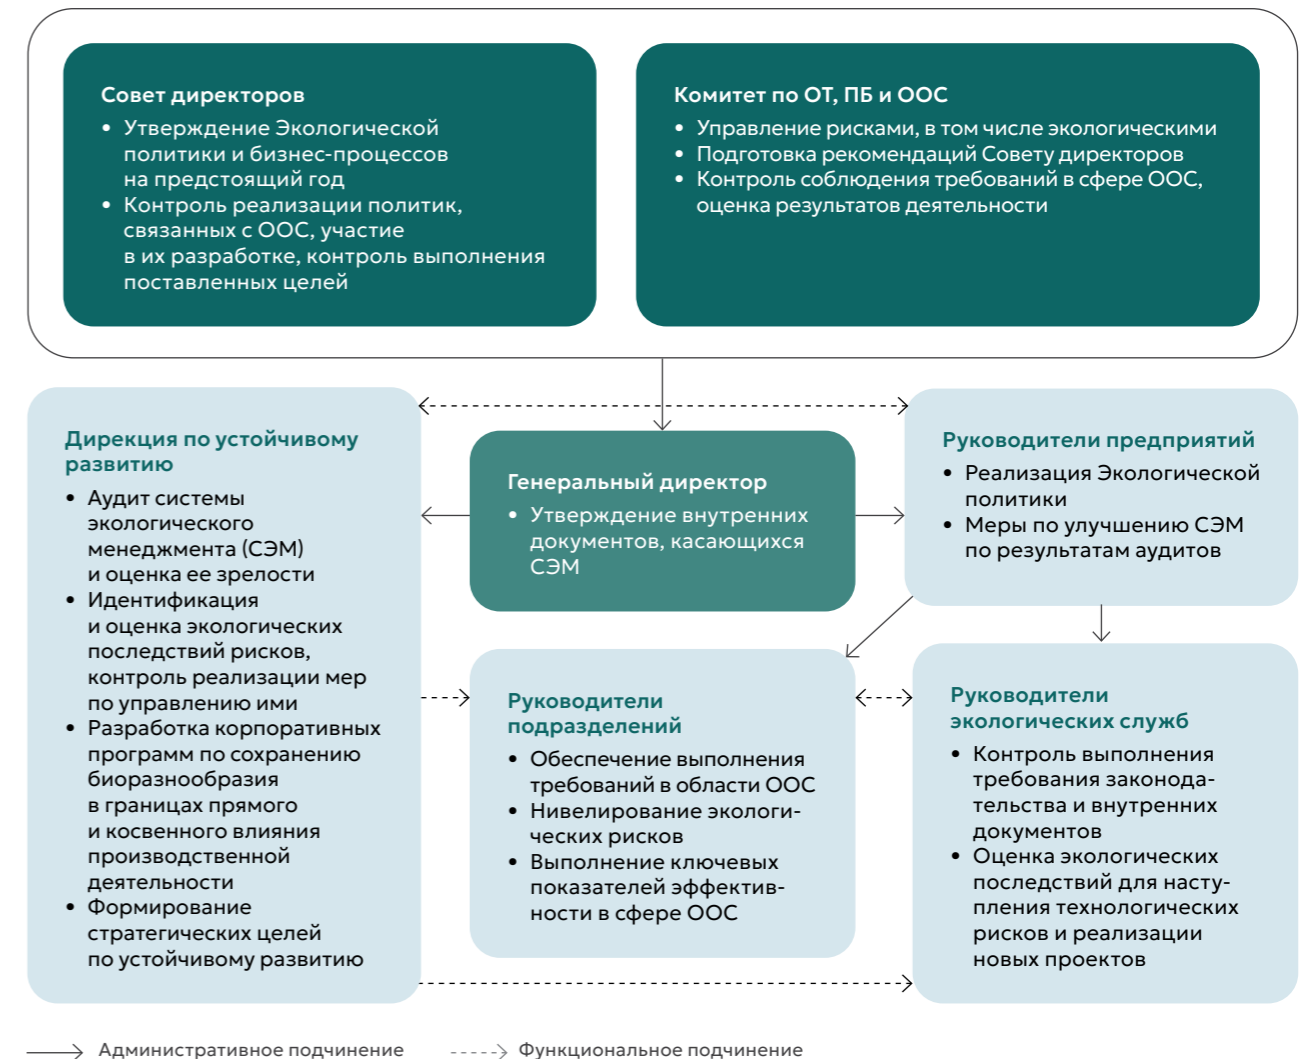 Совет директоров
• Утверждение Экологической
политики и бизнес-процессов
на предстоящий год
• Контроль реализации политик,
связанных с ООС, участие
в их разработке, контроль выполнения
поставленных целей
Комитет по ОТ, ПБ и ООС
• Управление рисками, в том числе экологическими
• Подготовка рекомендаций Совету директоров
• Контроль соблюдения требований в сфере ООС,
оценка результатов деятельности
Дирекция по устойчивому
развитию
• Аудит системы
экологического
менеджмента (СЭМ)
и оценка ее зрелости
• Идентификация
и оценка экологических
последствий рисков,
контроль реализации мер
по управлению ими
• Разработка корпоративных
программ по сохранению
биоразнообразия
в границах прямого
и косвенного влияния
производственной
деятельности
• Формирование
стратегических целей
по устойчивому развитию
Генеральный директор
• Утверждение внутренних
документов, касающихся
СЭМ
Руководители предприятий
• Реализация Экологической
политики
• Меры по улучшению СЭМ
по результатам аудитов
Руководители
подразделений
• Обеспечение выполнения
требований в области ООС
• Нивелирование экологи-
ческих рисков
• Выполнение ключевых
показателей эффектив-
ности в сфере ООС
Руководители
экологических служб
• Контроль выполнения
требования законода-
тельства и внутренних
документов
• Оценка экологических
последствий для насту-
пления технологических
рисков и реализации
новых проектов
Административное подчинение
Функциональное подчинение